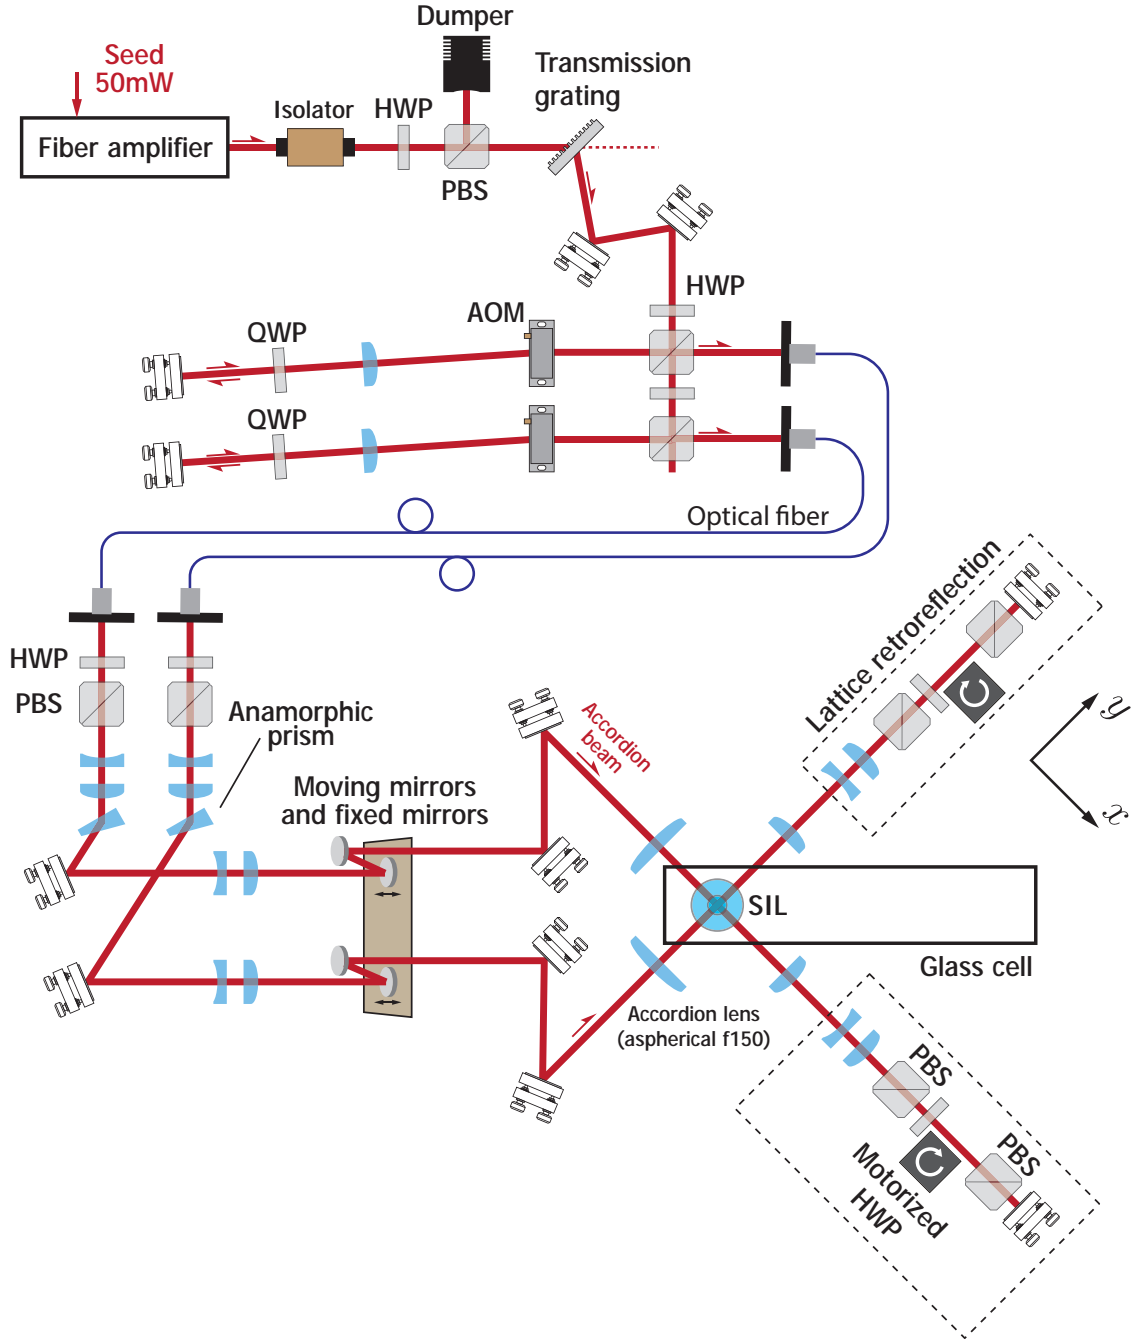 Dumper
Seed
50mW
Transmission
grating
Isolator
HWP
Fiber amplifier
PBS
HWP
AOM
QWP
QWP
Optical fiber
HWP
PBS
Anamorphic
prism
Moving mirrors
and fixed mirrors
Accordion
beam
Lattice retroreflection
y
x
SIL
Glass cell
Accordion lens
(aspherical f150)
PBS
PBS
Motorized
HWP